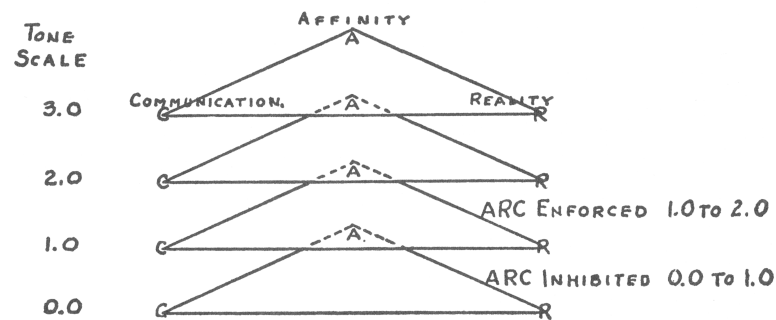 AFFINITY
TONE
SCALE
A
3.0 COMMUNICATION. A REALITY
C R
2.0 C A R
ARC ENFORCED 1.0 TO 2.0
1.0 C A. R
ARC INHIBITED 0.0 TO 1.0
0.0 C R